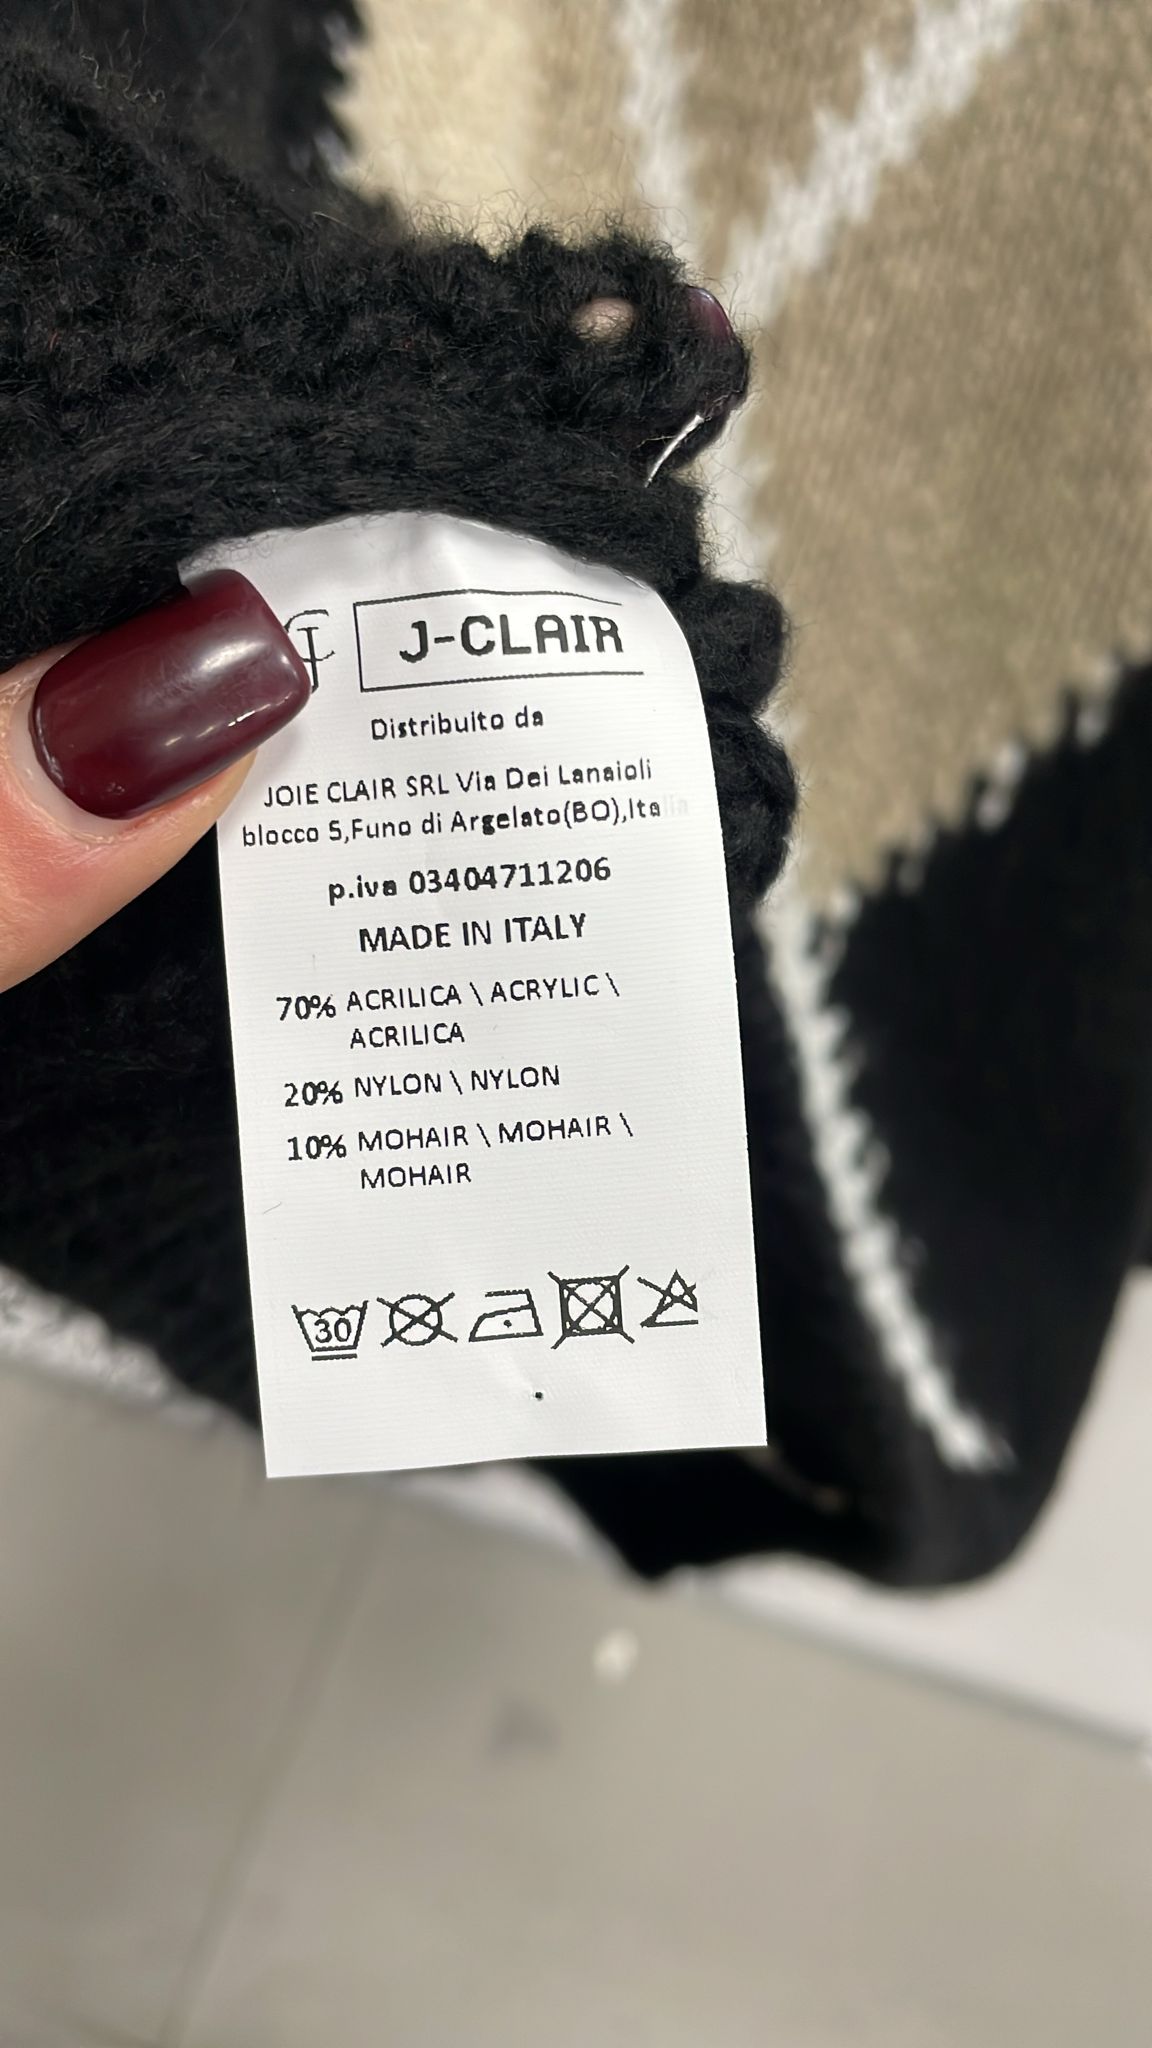 J-CLAIR
Distribuito da
JOIE CLAIR SRL Via Dei Lanaioli
blocco 5,Funo di Argelato(BO),Italia
p.iva 03404711206
MADE IN ITALY
70% ACRILICA \ ACRYLIC \
ACRILICA
20% NYLON \ NYLON
10% MOHAIR \ MOHAIR \
MOHAIR
30